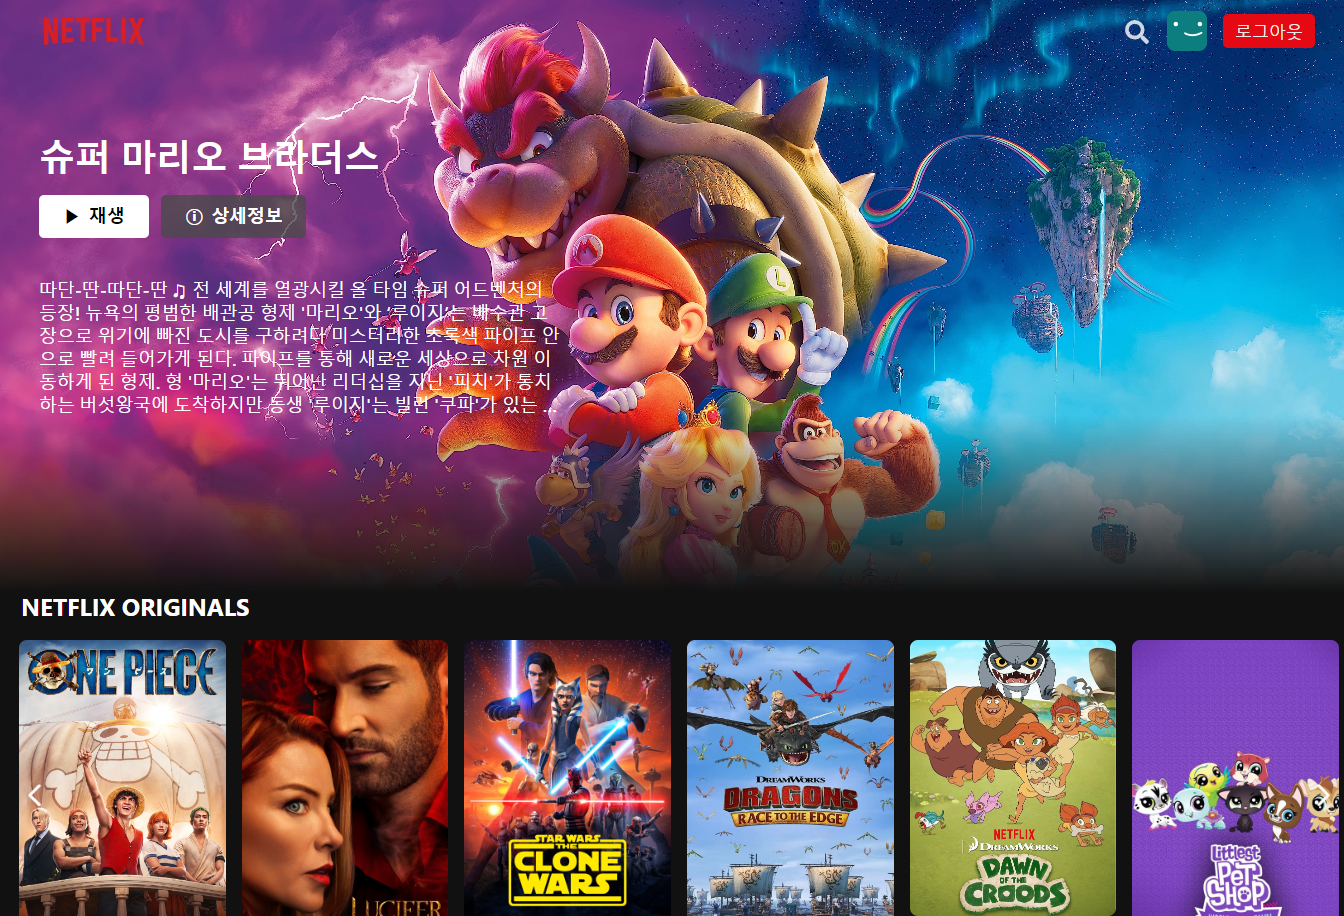 NETFLIX
로그아웃
슈퍼 마리오 브라더스
재생
상세정보
따단-딴-따단-딴 ♫ 전 세계를 열광시킬 올 타임 슈퍼 어드벤처의
등장! 뉴욕의 평범한 배관공 형제 '마리오'와 '루이지'는 배수관 고
장으로 위기에 빠진 도시를 구하려다 미스터리한 초록색 파이프 안
으로 빨려 들어가게 된다. 파이프를 통해 새로운 세상으로 차원 이
동하게 된 형제. 형 '마리오'는 뛰어난 리더십을 지닌 '피치'가 통치
하는 버섯왕국에 도착하지만 동생 '루이지'는 빌런 '쿠파'가 있는 ...
M
L
DK
NETFLIX ORIGINALS
ONE PIECE
LUCIFER
STAR WARS
THE
CLONE
WARS
DREAMWORKS
DRAGONS
RACE TO THE EDGE
NETFLIX
DREAMWORKS
DAWN
OF THE
CROODS
littlest
PET
SHOP